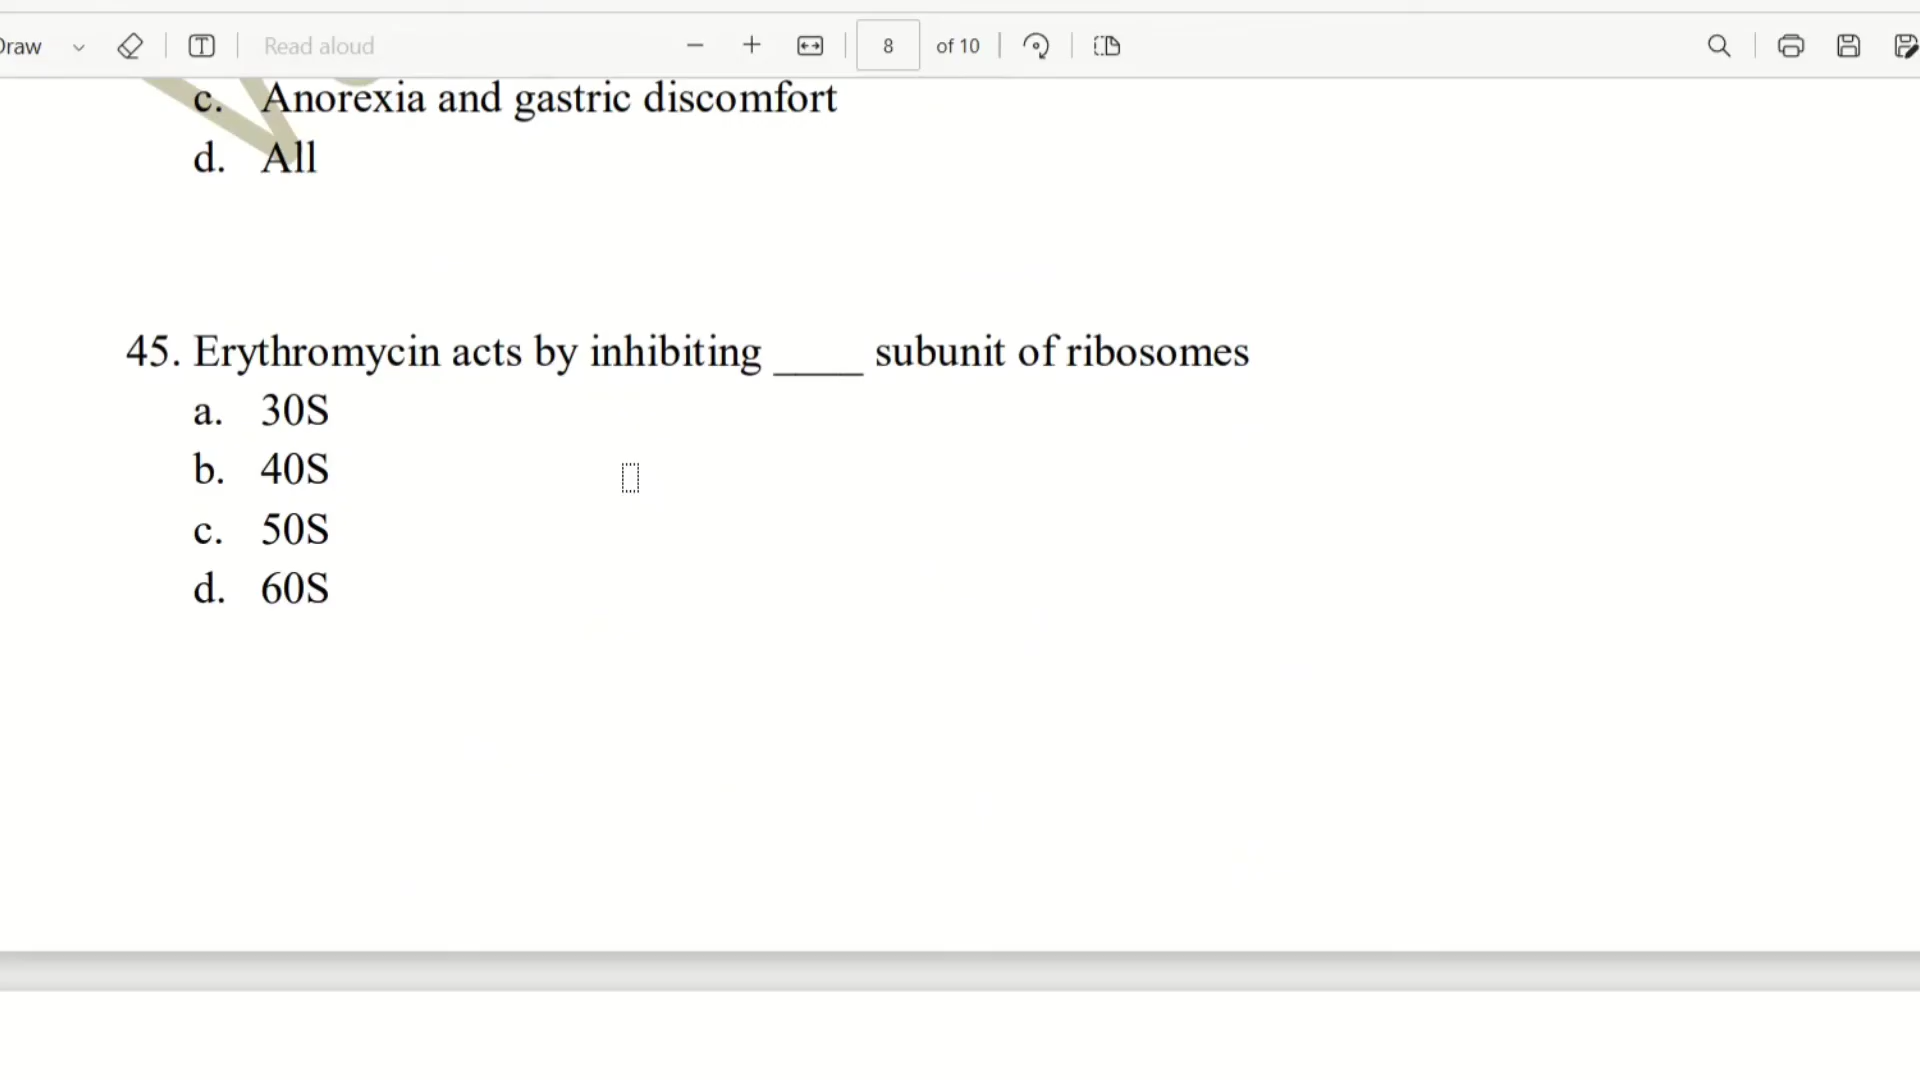 Draw
Read aloud
8
of 10
c. Anorexia and gastric discomfort
d. All
45. Erythromycin acts by inhibiting ____ subunit of ribosomes
a. 30S
b. 40S
c. 50S
d. 60S